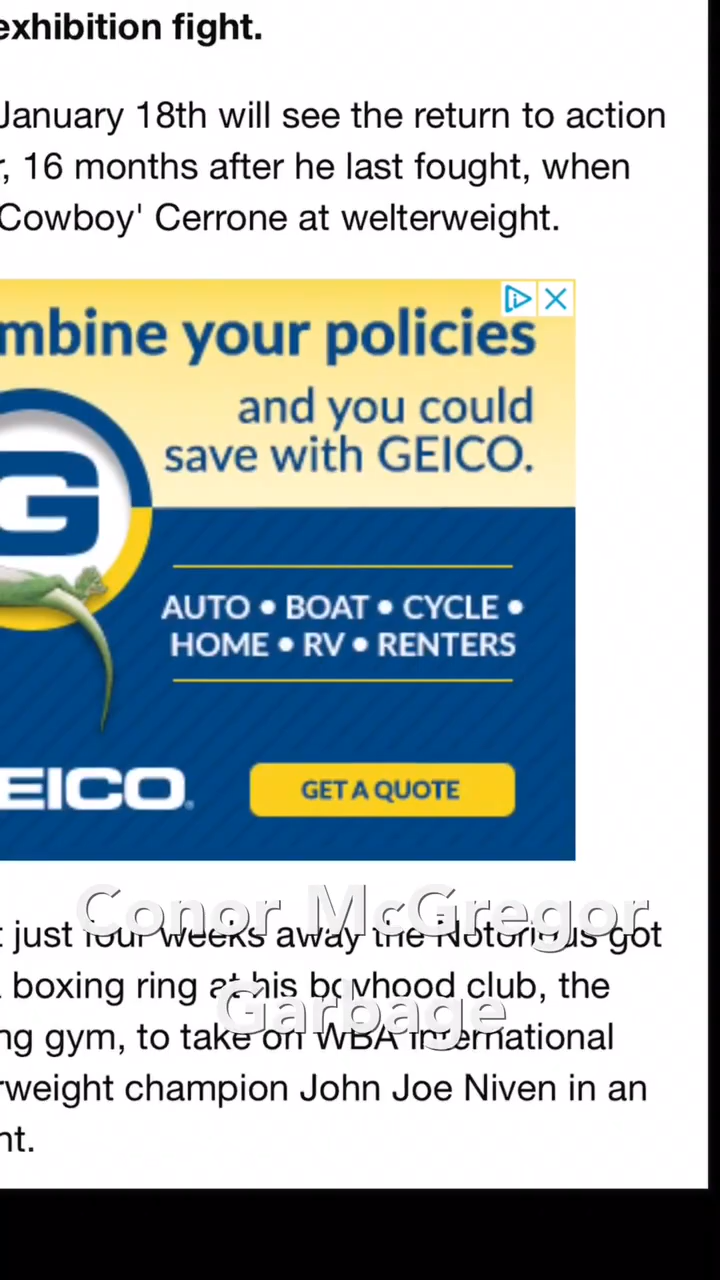 exhibition fight.
January 18th will see the return to action
, 16 months after he last fought, when
Cowboy' Cerrone at welterweight.
mbine your policies
and you could
save with GEICO.
G
AUTO • BOAT • CYCLE •
HOME • RV • RENTERS
EICO.
GET A QUOTE
Conor McGregor
just four weeks away the Notorious got
boxing ring at his boyhood club, the
Garbage
ng gym, to take on WBA International
rweight champion John Joe Niven in an
nt.